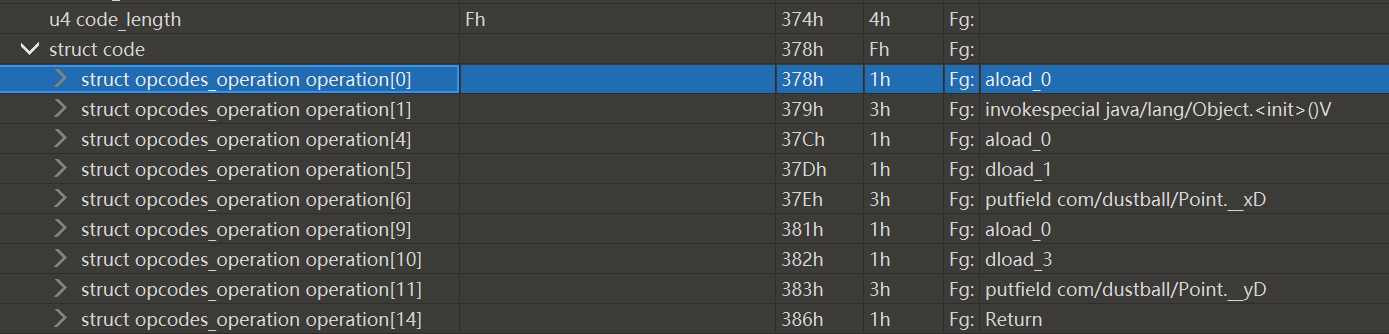 u4 code_length Fh 374h 4h Fg:
struct code 378h Fh Fg:
struct opcodes_operation operation[0] 378h 1h Fg: aload_0
struct opcodes_operation operation[1] 379h 3h Fg: invokespecial java/lang/Object.<init>()V
struct opcodes_operation operation[4] 37Ch 1h Fg: aload_0
struct opcodes_operation operation[5] 37Dh 1h Fg: dload_1
struct opcodes_operation operation[6] 37Eh 3h Fg: putfield com/dustball/Point.__xD
struct opcodes_operation operation[9] 381h 1h Fg: aload_0
struct opcodes_operation operation[10] 382h 1h Fg: dload_3
struct opcodes_operation operation[11] 383h 3h Fg: putfield com/dustball/Point.__yD
struct opcodes_operation operation[14] 386h 1h Fg: Return